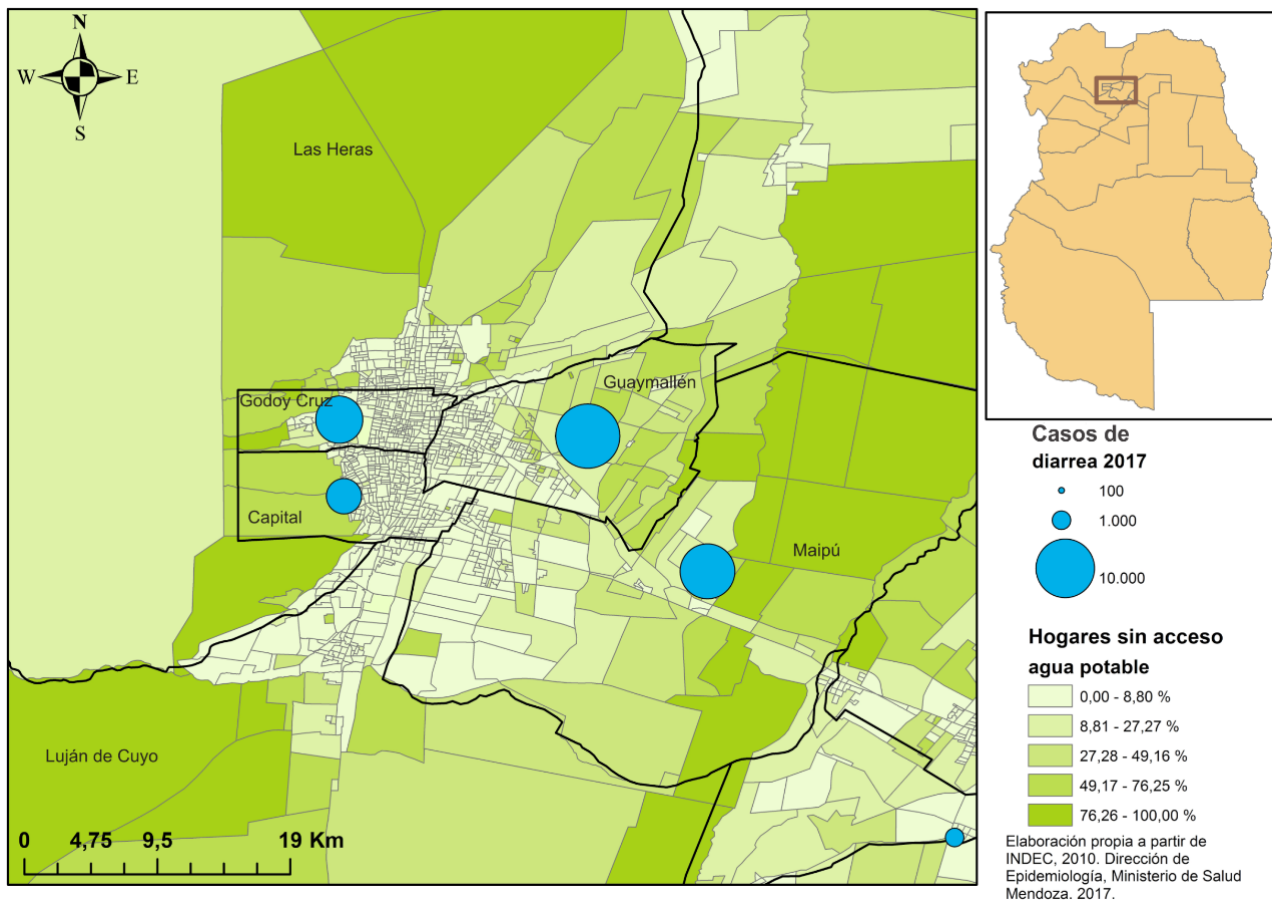 N
W E
S
Las Heras
Guaymallén
Godoy Cruz
Capital
Maipú
Luján de Cuyo
0 4,75 9,5 19 Km
Casos de
diarrea 2017
100
1.000
10.000
Hogares sin acceso
agua potable
0,00 - 8,80 %
8,81 - 27,27 %
27,28 - 49,16 %
49,17 - 76,25 %
76,26 - 100,00 %
Elaboración propia a partir de
INDEC, 2010. Dirección de
Epidemiología, Ministerio de Salud
Mendoza, 2017.